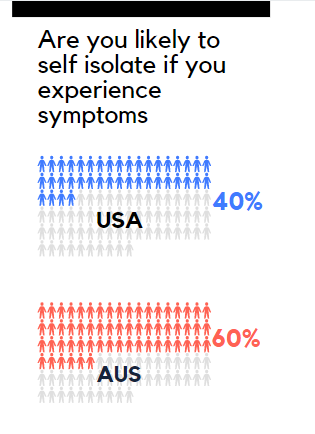 Are you likely to
self isolate if you
experience
symptoms
40%
USA
60%
AUS